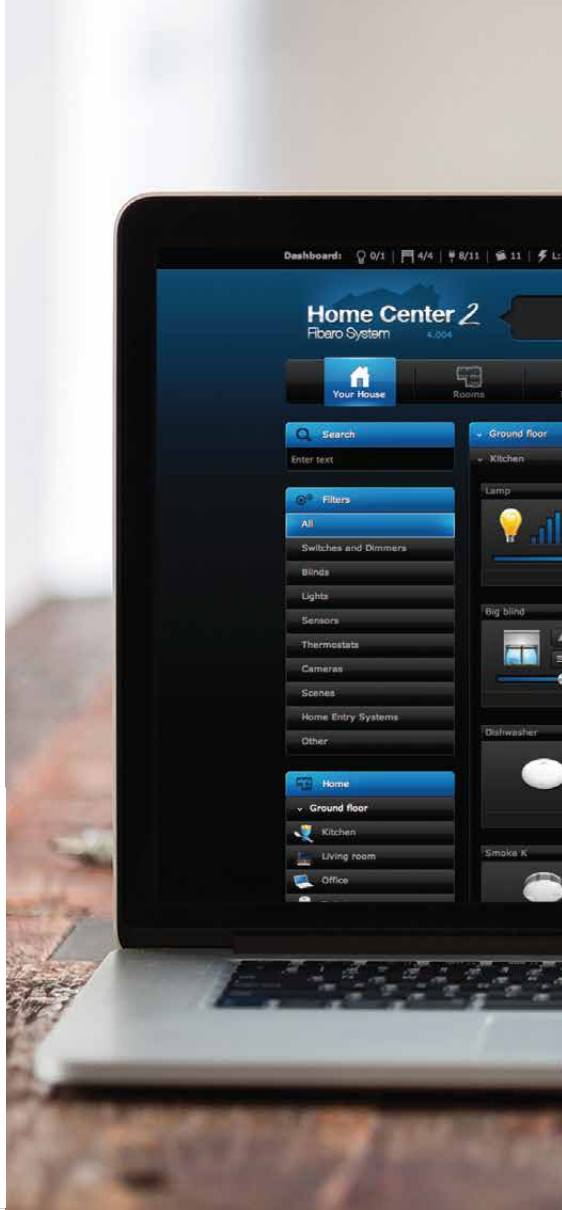 Dashboard: 0/1 | 4/4 | 8/11 | 11 | L:
Home Center 2
Fibaro System 4.004
Your House
Rooms
Search
Enter text
Filters
All
Switches and Dimmers
Blinds
Lights
Sensors
Thermostats
Cameras
Scenes
Home Entry Systems
Other
Home
Ground floor
Kitchen
Living room
Office
Ground floor
Kitchen
Lamp
Big blind
Dishwasher
Smoke K